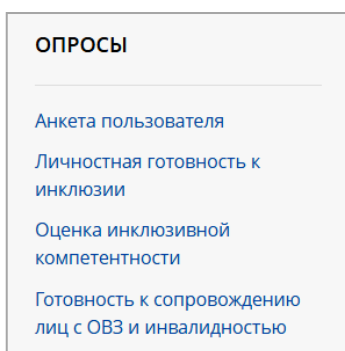 ОПРОСЫ
Анкета пользователя
Личностная готовность к
инклюзии
Оценка инклюзивной
компетентности
Готовность к сопровождению
лиц с ОВЗ и инвалидностью